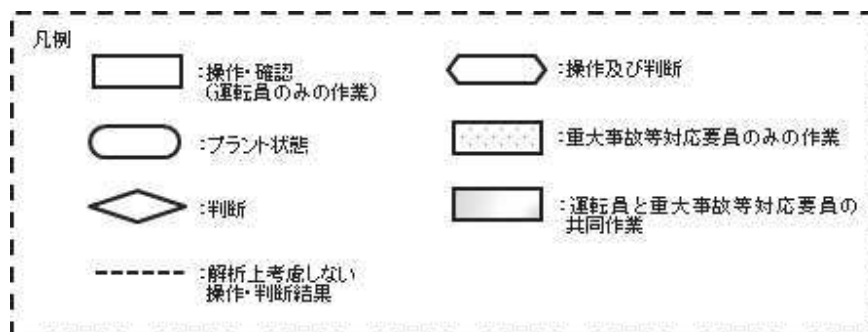 凡例
:操作・確認
(運転員のみの作業)
:プラント状態
:判断
:解析上考慮しない
操作・判断結果
:操作及び判断
:重大事故等対応要員のみの作業
:運転員と重大事故等対応要員の
共同作業